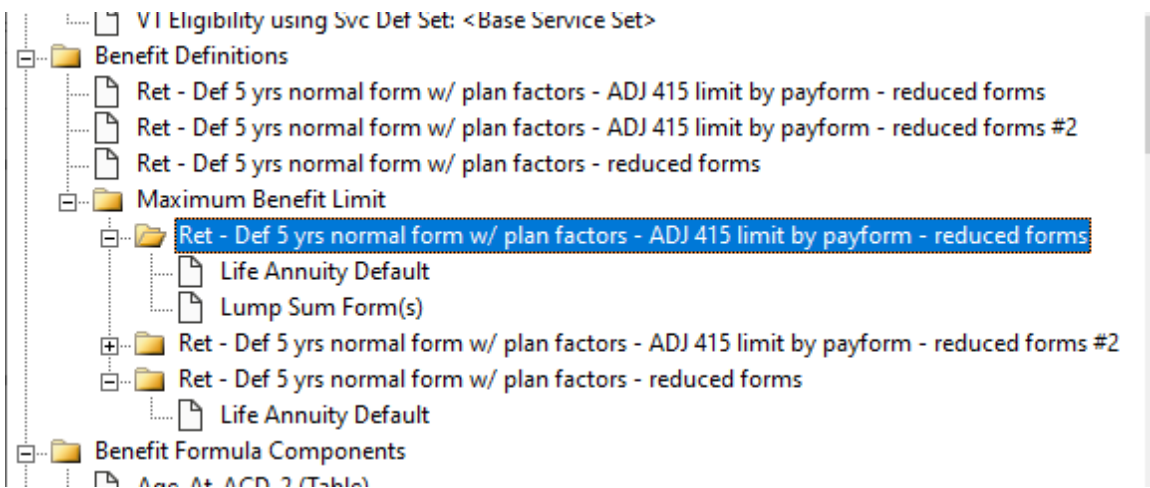 VT Eligibility using Svc Def Set: <Base Service Set>
Benefit Definitions
Ret - Def 5 yrs normal form w/ plan factors - ADJ 415 limit by payform - reduced forms
Ret - Def 5 yrs normal form w/ plan factors - ADJ 415 limit by payform - reduced forms #2
Ret - Def 5 yrs normal form w/ plan factors - reduced forms
Maximum Benefit Limit
Ret - Def 5 yrs normal form w/ plan factors - ADJ 415 limit by payform - reduced forms
Life Annuity Default
Lump Sum Form(s)
Ret - Def 5 yrs normal form w/ plan factors - ADJ 415 limit by payform - reduced forms #2
Ret - Def 5 yrs normal form w/ plan factors - reduced forms
Life Annuity Default
Benefit Formula Components
Age-At-ACD-2 (Table)